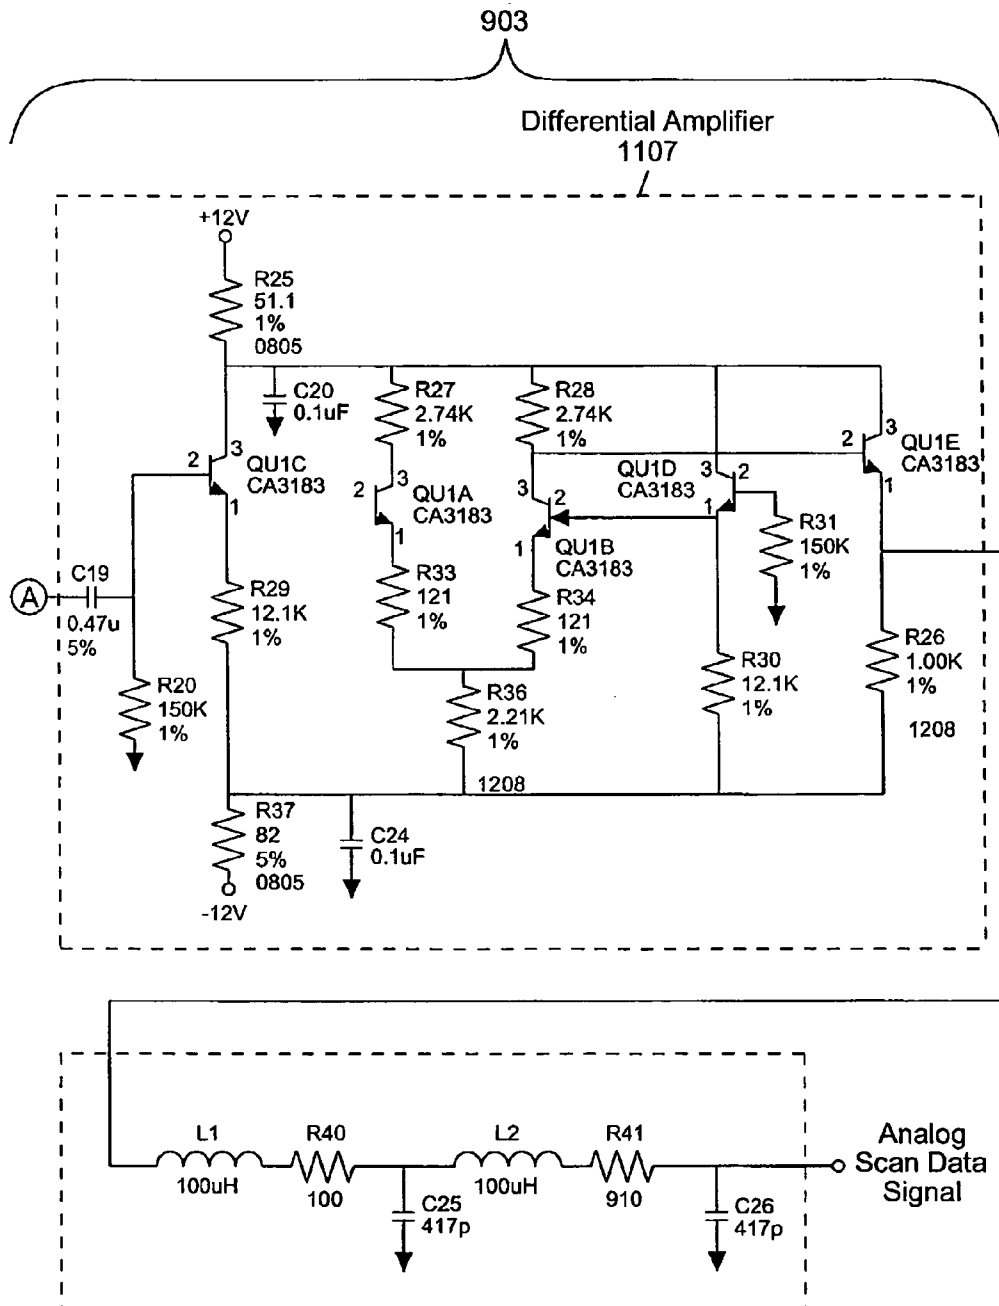 903
Differential Amplifier
1107
+12V
R25
51.1
1%
0805
C20
0.1uF
R27
2.74K
1%
R28
2.74K
1%
2
3
1
QU1C
CA3183
2
3
1
QU1A
CA3183
3
2
1
QU1B
CA3183
QU1D
CA3183
3
2
1
2
3
1
QU1E
CA3183
R31
150K
1%
A
C19
0.47u
5%
R29
12.1K
1%
R33
121
1%
R34
121
1%
R20
150K
1%
R36
2.21K
1%
1208
R30
12.1K
1%
R26
1.00K
1%
1208
R37
82
5%
0805
-12V
C24
0.1uF
L1
100uH
R40
100
L2
100uH
R41
910
C25
417p
C26
417p
Analog
Scan Data
Signal